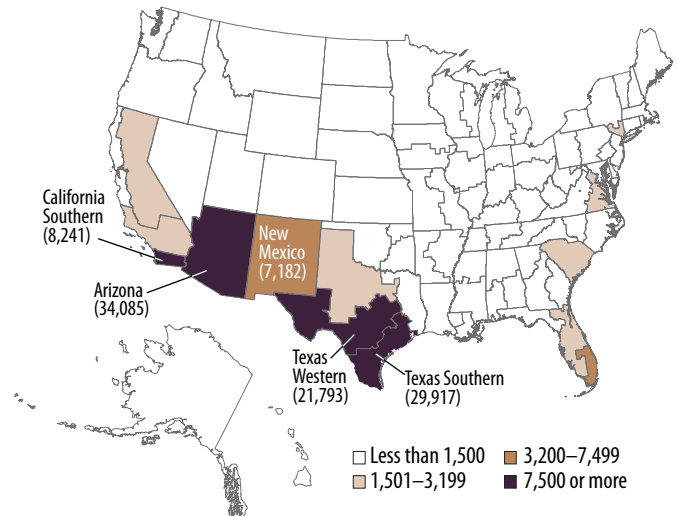 California
Southern
(8,241)
New
Mexico
(7,182)
Arizona
(34,085)
Texas
Western
(21,793)
Texas Southern
(29,917)
Less than 1,500
3,200–7,499
1,501–3,199
7,500 or more